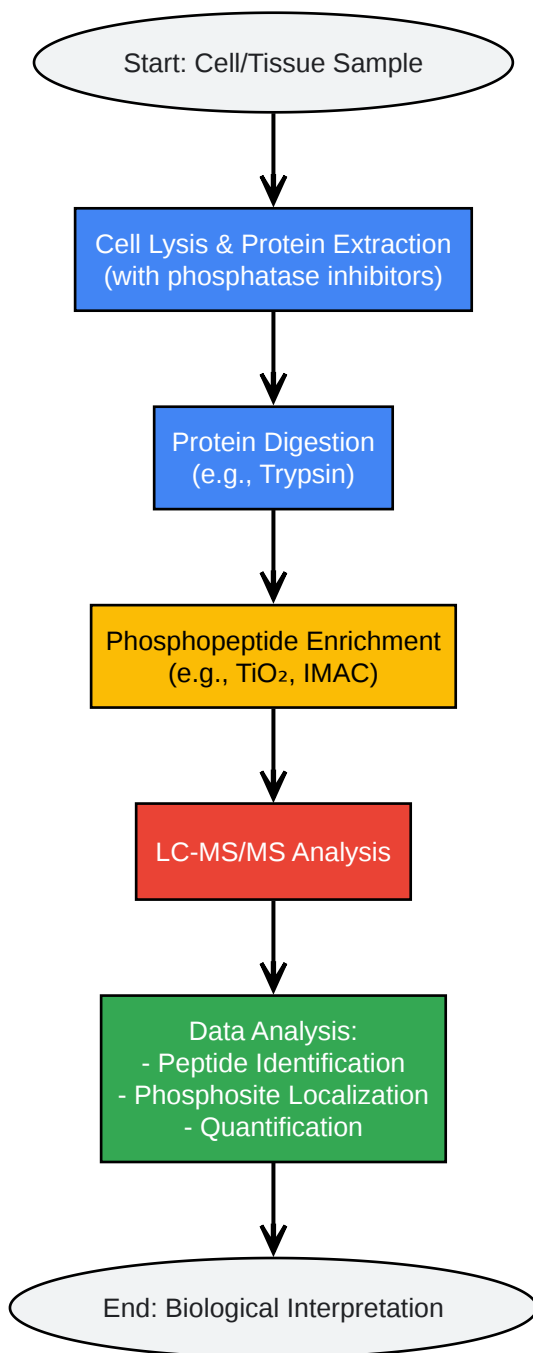 Start: Cell/Tissue Sample
Cell Lysis & Protein Extraction
(with phosphatase inhibitors)
Protein Digestion
(e.g., Trypsin)
Phosphopeptide Enrichment
(e.g., TiO₂, IMAC)
LC-MS/MS Analysis
Data Analysis:
- Peptide Identification
- Phosphosite Localization
- Quantification
End: Biological Interpretation